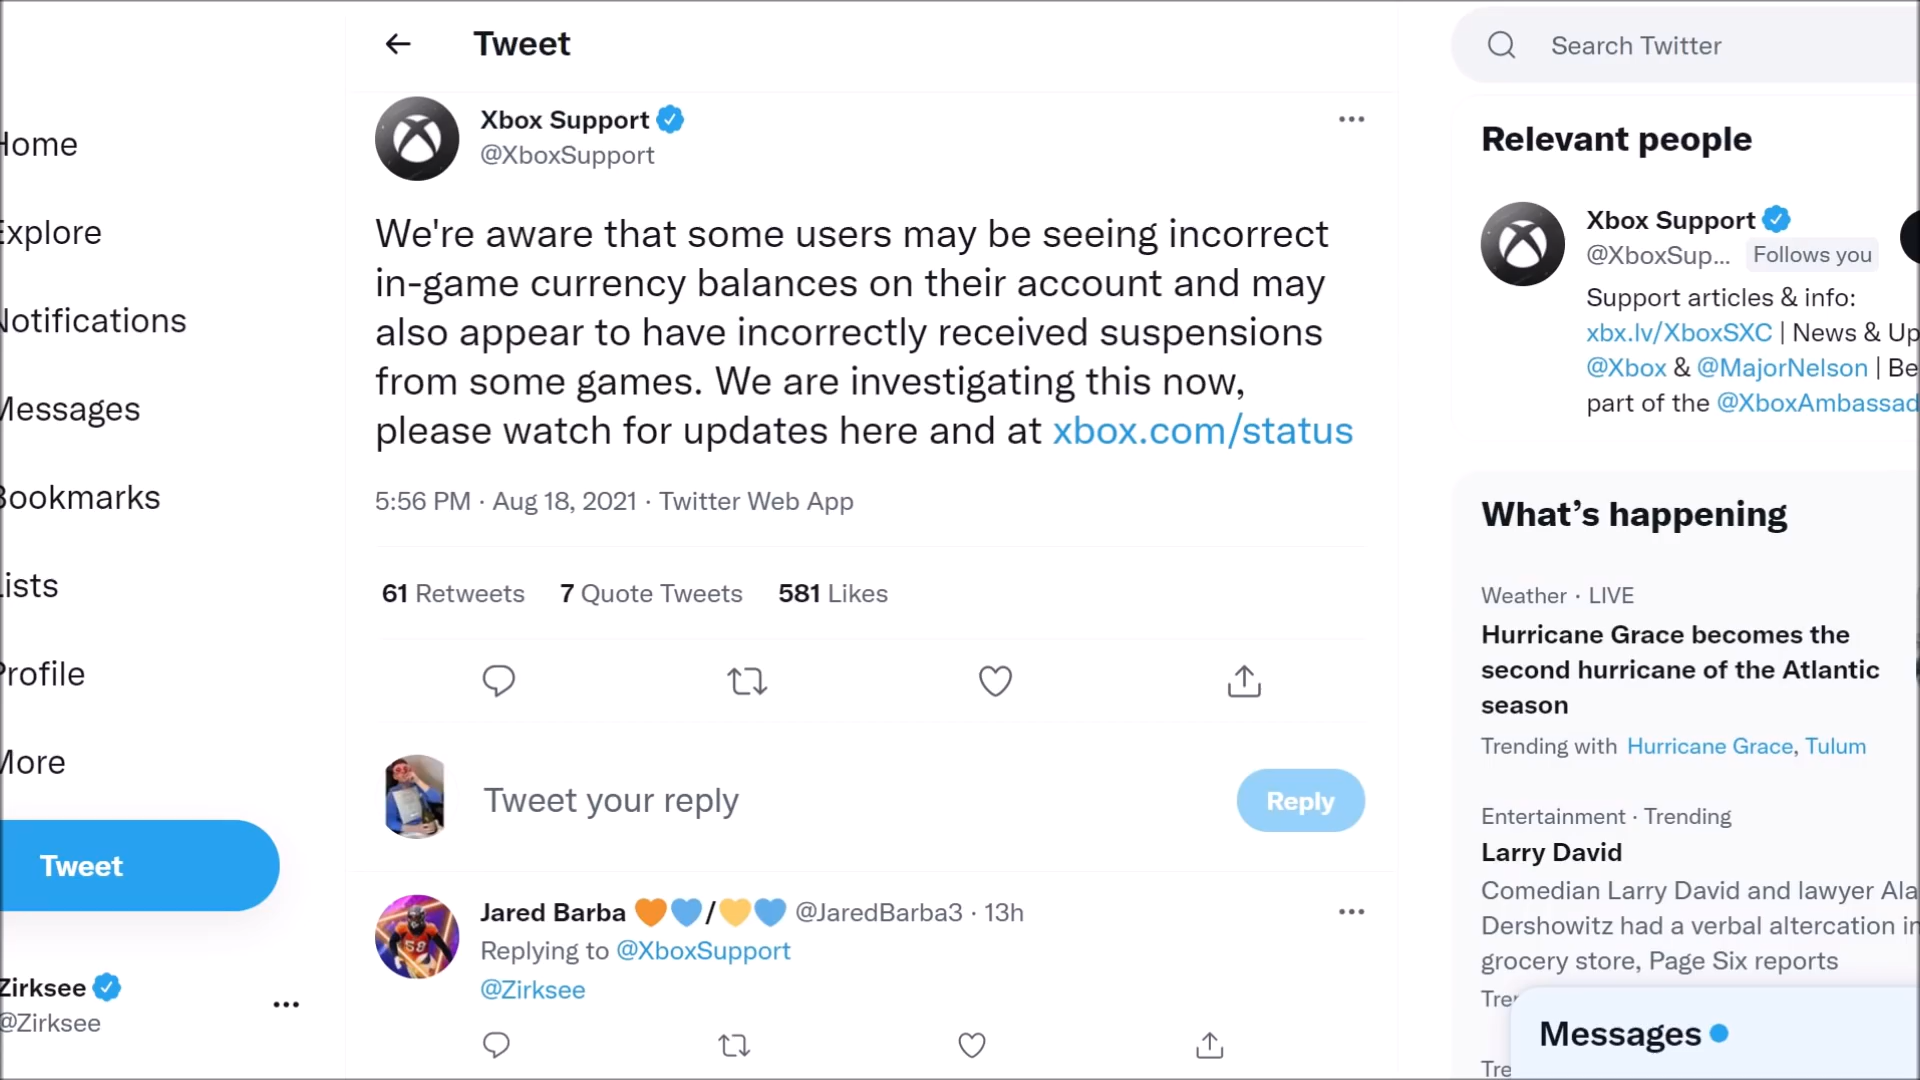 Home
Explore
Notifications
Messages
Bookmarks
Lists
Profile
More
Tweet
Zirksee
@Zirksee
Tweet
Xbox Support
@XboxSupport
We're aware that some users may be seeing incorrect
in-game currency balances on their account and may
also appear to have incorrectly received suspensions
from some games. We are investigating this now,
please watch for updates here and at xbox.com/status
5:56 PM · Aug 18, 2021 · Twitter Web App
61 Retweets 7 Quote Tweets 581 Likes
Tweet your reply
Reply
Jared Barba 🧡💙/💛💙 @JaredBarba3 · 13h
Replying to @XboxSupport
@Zirksee
58
Search Twitter
Relevant people
Xbox Support
@XboxSup... Follows you
Support articles & info:
xbx.lv/XboxSXC | News & Up
@Xbox & @MajorNelson | Be
part of the @XboxAmbassad
What's happening
Weather · LIVE
Hurricane Grace becomes the
second hurricane of the Atlantic
season
Trending with Hurricane Grace, Tulum
Entertainment · Trending
Larry David
Comedian Larry David and lawyer Ala
Dershowitz had a verbal altercation in
grocery store, Page Six reports
Tre
Messages
Tre